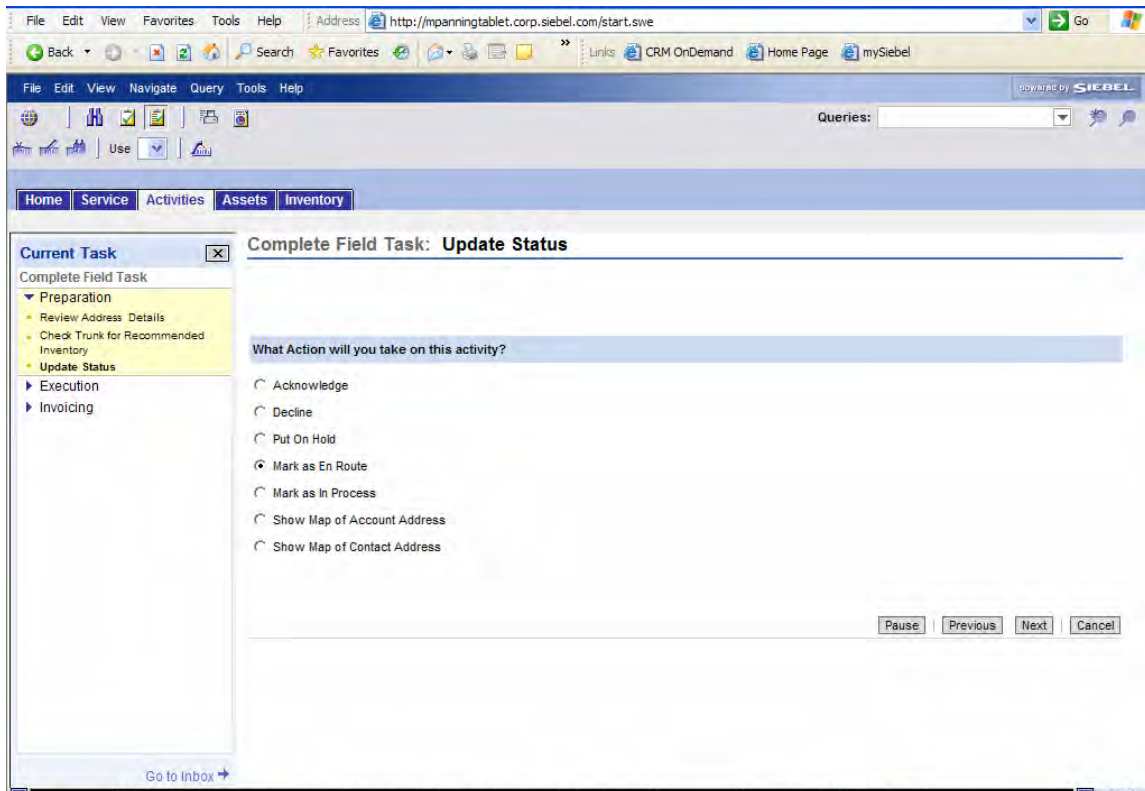 File Edit View Favorites Tools Help Address http://mpanningtablet.corp.siebel.com/start.swe Go
Back Search Favorites » Links CRM OnDemand Home Page mySiebel
File Edit View Navigate Query Tools Help powered by SIEBEL.
Queries:
Use
Home Service Activities Assets Inventory
Current Task
Complete Field Task: Update Status
Complete Field Task
Preparation
Review Address Details
Check Trunk for Recommended
Inventory
Update Status
Execution
Invoicing
What Action will you take on this activity?
Acknowledge
Decline
Put On Hold
Mark as En Route
Mark as In Process
Show Map of Account Address
Show Map of Contact Address
Pause Previous Next Cancel
Go to Inbox